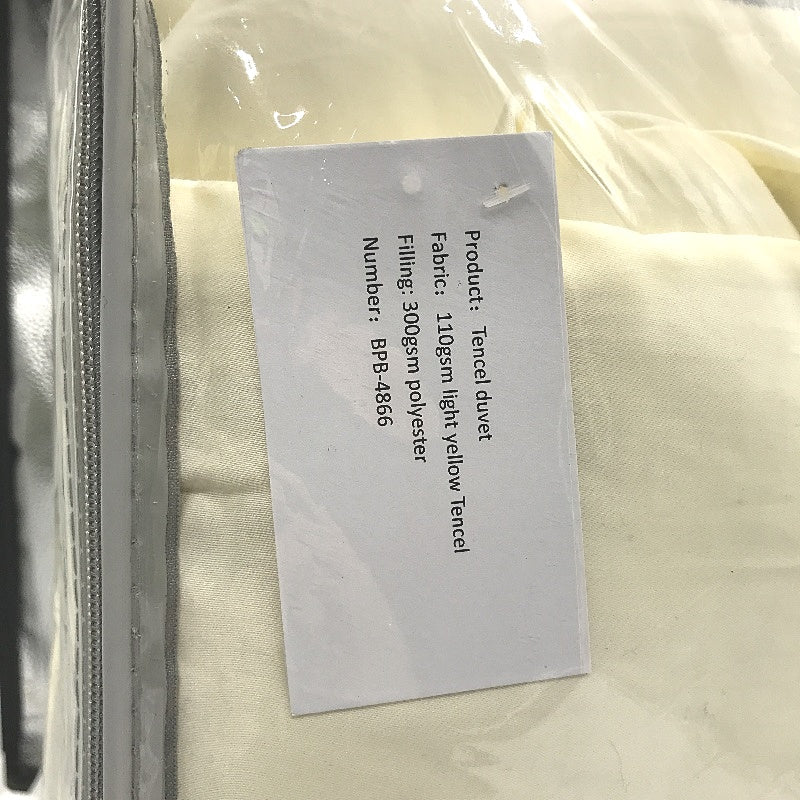 Product： Tencel duvet
Fabric： 110gsm light yellow Tencel
Filling: 300gsm polyester
Number： BPB-4866